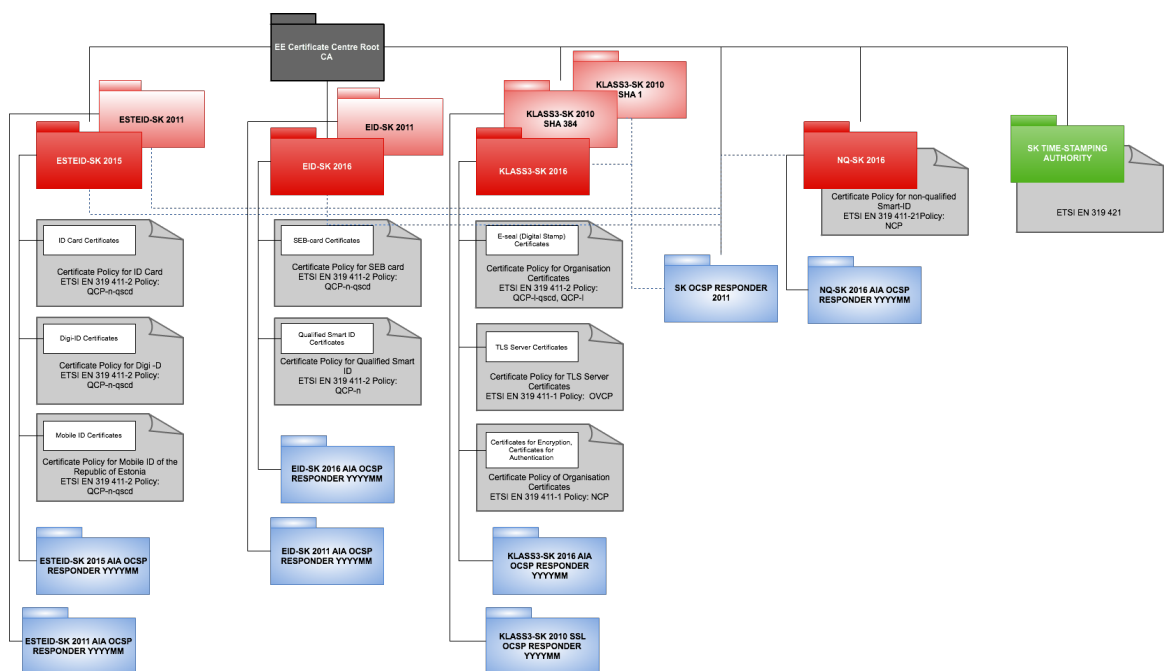 EE Certificate Centre Root
CA
ESTEID-SK 2011
ESTEID-SK 2015
EID-SK 2011
EID-SK 2016
KLASS3-SK 2010
SHA 1
KLASS3-SK 2010
SHA 384
KLASS3-SK 2016
NQ-SK 2016
Certificate Policy for non-qualified
Smart-ID
ETSI EN 319 411-21Policy:
NCP
SK TIME-STAMPING
AUTHORITY
ETSI EN 319 421
ID Card Certificates
Certificate Policy for ID Card
ETSI EN 319 411-2 Policy:
QCP-n-qscd
Digi-ID Certificates
Certificate Policy for Digi -D
ETSI EN 319 411-2 Policy:
QCP-n-qscd
Mobile ID Certificates
Certificate Policy for Mobile ID of the
Republic of Estonia
ETSI EN 319 411-2 Policy:
QCP-n-qscd
ESTEID-SK 2015 AIA OCSP
RESPONDER YYYYMM
ESTEID-SK 2011 AIA OCSP
RESPONDER YYYYMM
SEB-card Certificates
Certificate Policy for SEB card
ETSI EN 319 411-2 Policy:
QCP-n-qscd
Qualified Smart ID
Certificates
Certificate Policy for Qualified Smart
ID
ETSI EN 319 411-2 Policy:
QCP-n
EID-SK 2016 AIA OCSP
RESPONDER YYYYMM
EID-SK 2011 AIA OCSP
RESPONDER YYYYMM
E-seal (Digital Stamp)
Certificates
Certificate Policy for Organisation
Certificates
ETSI EN 319 411-2 Policy:
QCP-l-qscd, QCP-l
TLS Server Certificates
Certificate Policy for TLS Server
Certificates
ETSI EN 319 411-1 Policy: OVCP
Certificates for Encryption,
Certificates for
Authentication
Certificate Policy of Organisation
Certificates
ETSI EN 319 411-1 Policy: NCP
KLASS3-SK 2016 AIA
OCSP RESPONDER
YYYYMM
KLASS3-SK 2010 SSL
OCSP RESPONDER
YYYYMM
SK OCSP RESPONDER
2011
NQ-SK 2016 AIA OCSP
RESPONDER YYYYMM